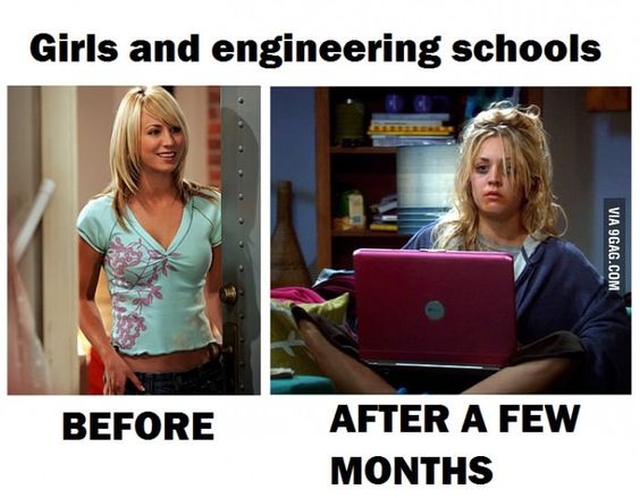 Girls and engineering schools
VIA 9GAG.COM
BEFORE
AFTER A FEW
MONTHS